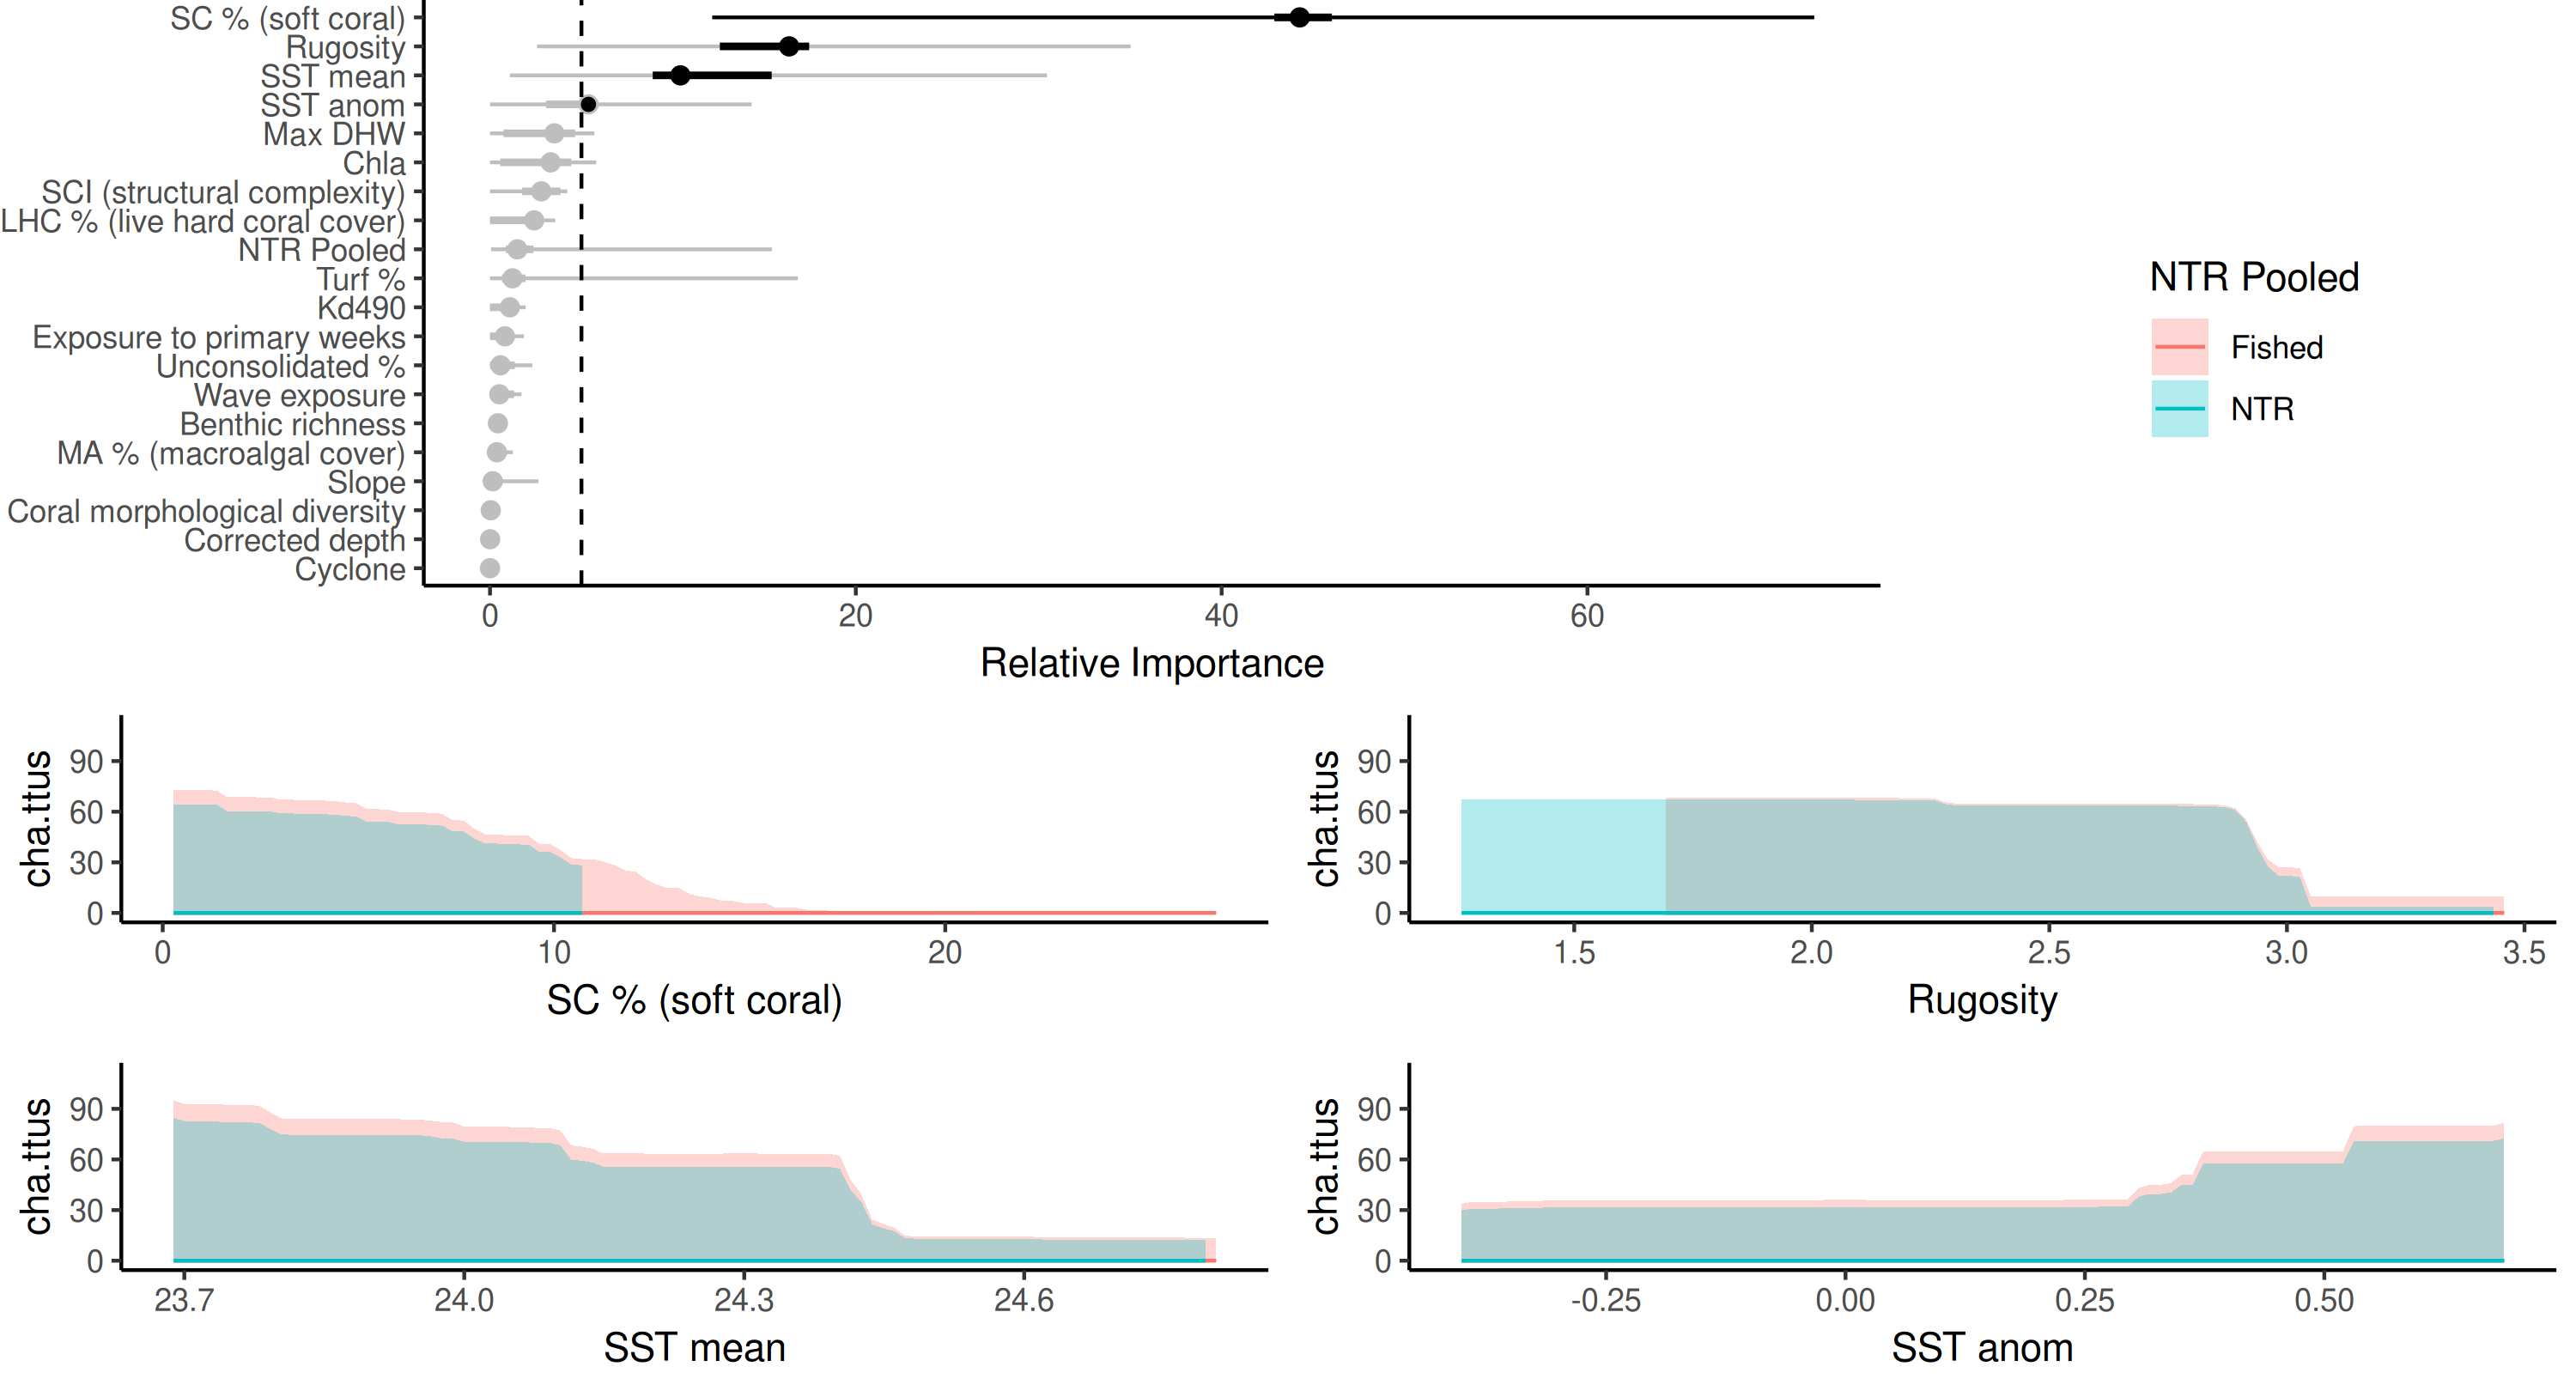 SC % (soft coral)
Rugosity
SST mean
SST anom
Max DHW
Chla
SCI (structural complexity)
LHC % (live hard coral cover)
NTR Pooled
Turf %
Kd490
Exposure to primary weeks
Unconsolidated %
Wave exposure
Benthic richness
MA % (macroalgal cover)
Slope
Coral morphological diversity
Corrected depth
Cyclone
0 20 40 60
Relative Importance
NTR Pooled
Fished
NTR
cha.ttus
90
60
30
0
0 10 20
SC % (soft coral)
cha.ttus
90
60
30
0
1.5 2.0 2.5 3.0 3.5
Rugosity
cha.ttus
90
60
30
0
23.7 24.0 24.3 24.6
SST mean
cha.ttus
90
60
30
0
-0.25 0.00 0.25 0.50
SST anom